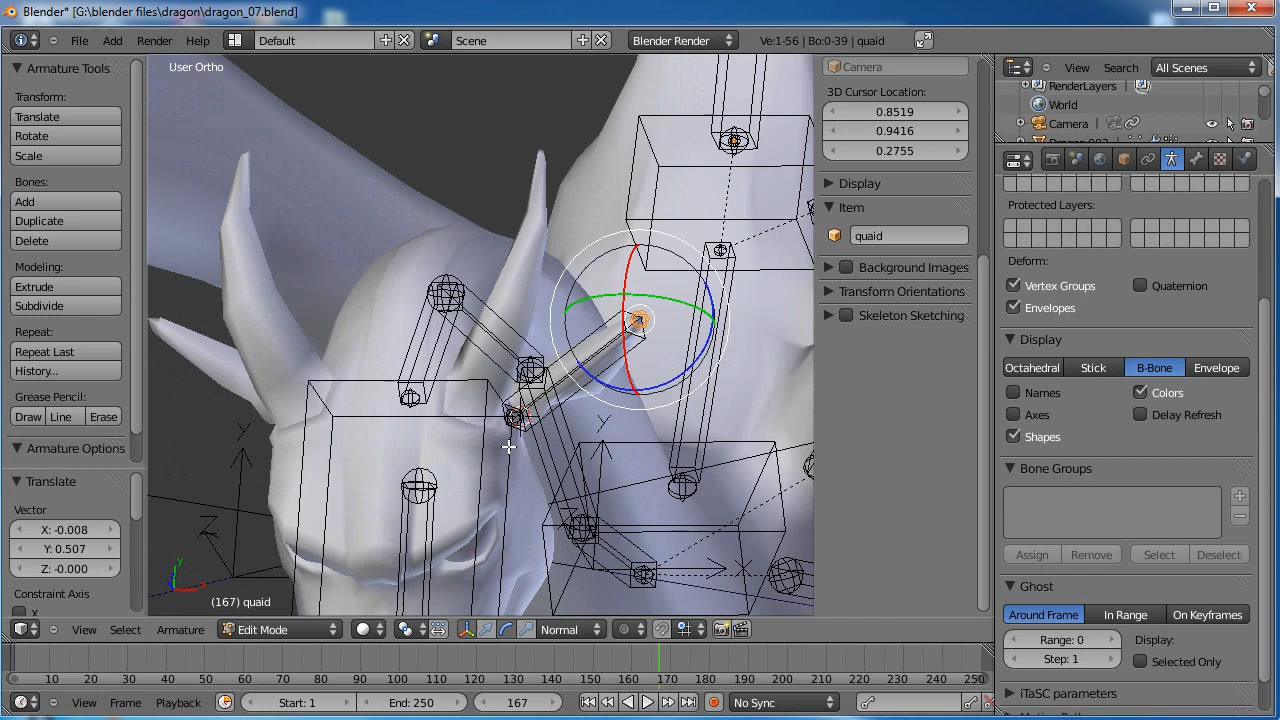 Blender* [G:\blender files\dragon\dragon_07.blend]
File Add Render Help Default Scene Blender Render Ve:1-56 | Bo:0-39 | quaid
View Search All Scenes
Armature Tools
Transform:
Translate
Rotate
Scale
Bones:
Add
Duplicate
Delete
Modeling:
Extrude
Subdivide
Repeat:
Repeat Last
History...
Grease Pencil:
Draw Line Erase
Armature Options
Translate
Vector
X: -0.008
Y: 0.507
Z: -0.000
Constraint Axis
X
User Ortho
Y
Z
Y
X
y
(167) quaid
Camera
3D Cursor Location:
0.8519
0.9416
0.2755
Display
Item
quaid
Background Images
Transform Orientations
Skeleton Sketching
RenderLayers
World
Camera
Protected Layers:
Deform:
Vertex Groups Quaternion
Envelopes
Display
Octahedral Stick B-Bone Envelope
Names Colors
Axes Delay Refresh
Shapes
Bone Groups
Assign Remove Select Deselect
Ghost
Around Frame In Range On Keyframes
Range: 0 Display:
Step: 1 Selected Only
iTaSC parameters
View Select Armature Edit Mode Normal
10 20 30 40 50 60 70 80 90 100 110 120 130 140 150 160 170 180 190 200 210 220 230 240 250
View Frame Playback Start: 1 End: 250 167 No Sync